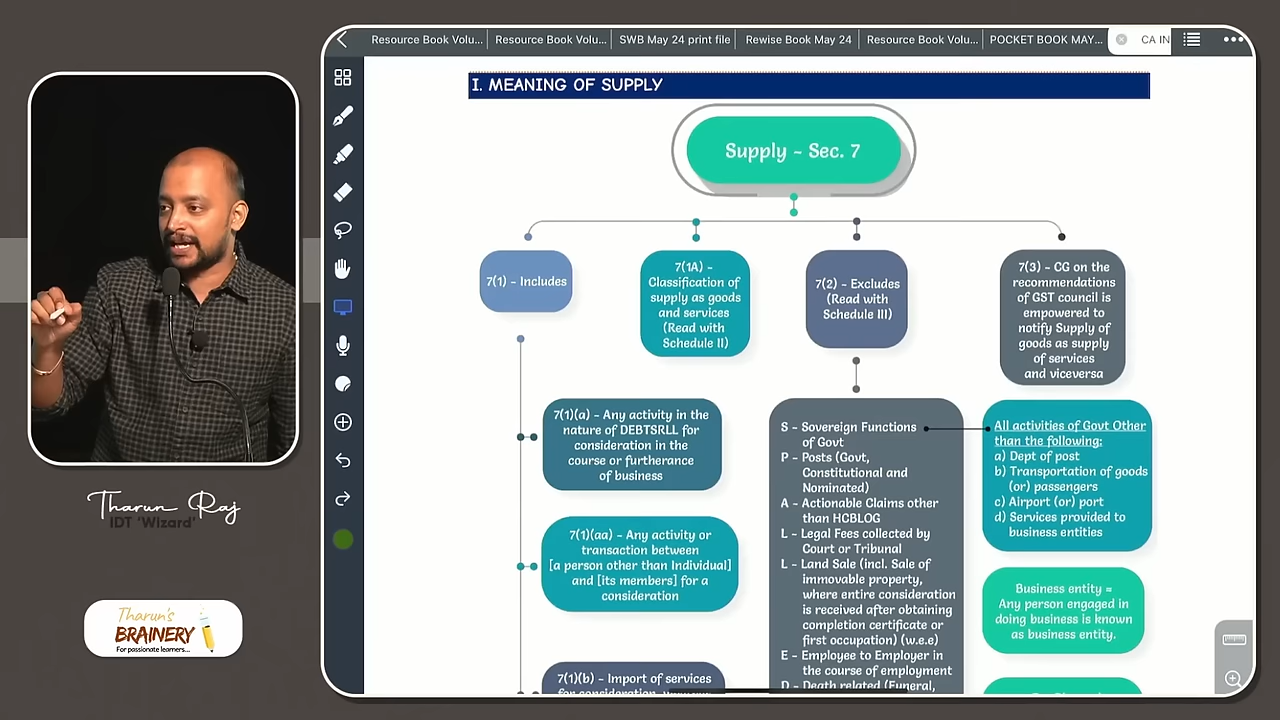 Resource Book Volu...
Resource Book Volu...
SWB May 24 print file
Rewise Book May 24
Resource Book Volu...
POCKET BOOK MAY...
CA IN
I. MEANING OF SUPPLY
Supply ~ Sec. 7
7(1) - Includes
7(1A) -
Classification of
supply as goods
and services
(Read with
Schedule II)
7(2) - Excludes
(Read with
Schedule III)
7(3) - CG on the
recommendations
of GST council is
empowered to
notify Supply of
goods as supply
of services
and viceversa
7(1)(a) - Any activity in the
nature of DEBTSRLL for
consideration in the
course or furtherance
of business
7(1)(aa) - Any activity or
transaction between
[a person other than Individual]
and [its members] for a
consideration
7(1)(b) - Import of services
for consideration,
S - Sovereign Functions
of Govt
P - Posts (Govt,
Constitutional and
Nominated)
A - Actionable Claims other
than HCBLOG
L - Legal Fees collected by
Court or Tribunal
L - Land Sale (incl. Sale of
immovable property,
where entire consideration
is received after obtaining
completion certificate or
first occupation) (w.e.e)
E - Employee to Employer in
the course of employment
D - Death related (Funeral,
All activities of Govt Other
than the following:
a) Dept of post
b) Transportation of goods
(or) passengers
c) Airport (or) port
d) Services provided to
business entities
Business entity =
Any person engaged in
doing business is known
as business entity.
Tharun Raj
IDT 'Wizard'
Tharun's
BRAINERY
For passionate learners...